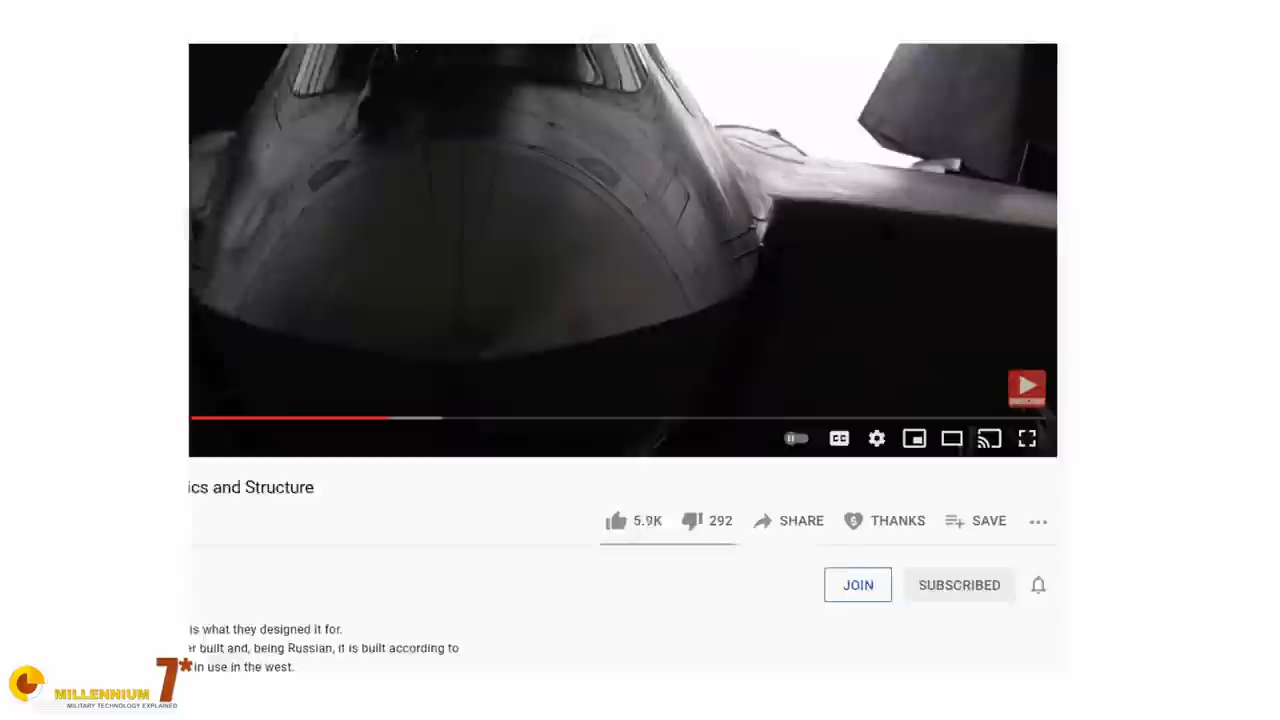 CC
ics and Structure
5.9K 292 SHARE THANKS SAVE ...
JOIN SUBSCRIBED
is what they designed it for.
er built and, being Russian, it is built according to
in use in the west.
7*
MILLENNIUM
MILITARY TECHNOLOGY EXPLAINED